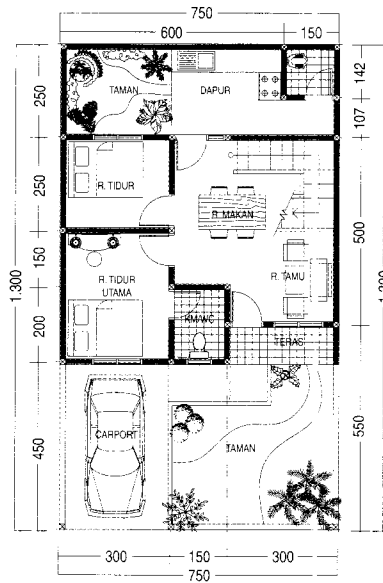 750
600 150
TAMAN
DAPUR
250
142
107
R. TIDUR
R. MAKAN
250
500
1.300
150
R. TIDUR
UTAMA
R. TAMU
KM/WC
200
TERAS
CARPORT
TAMAN
450
550
300 150 300
750